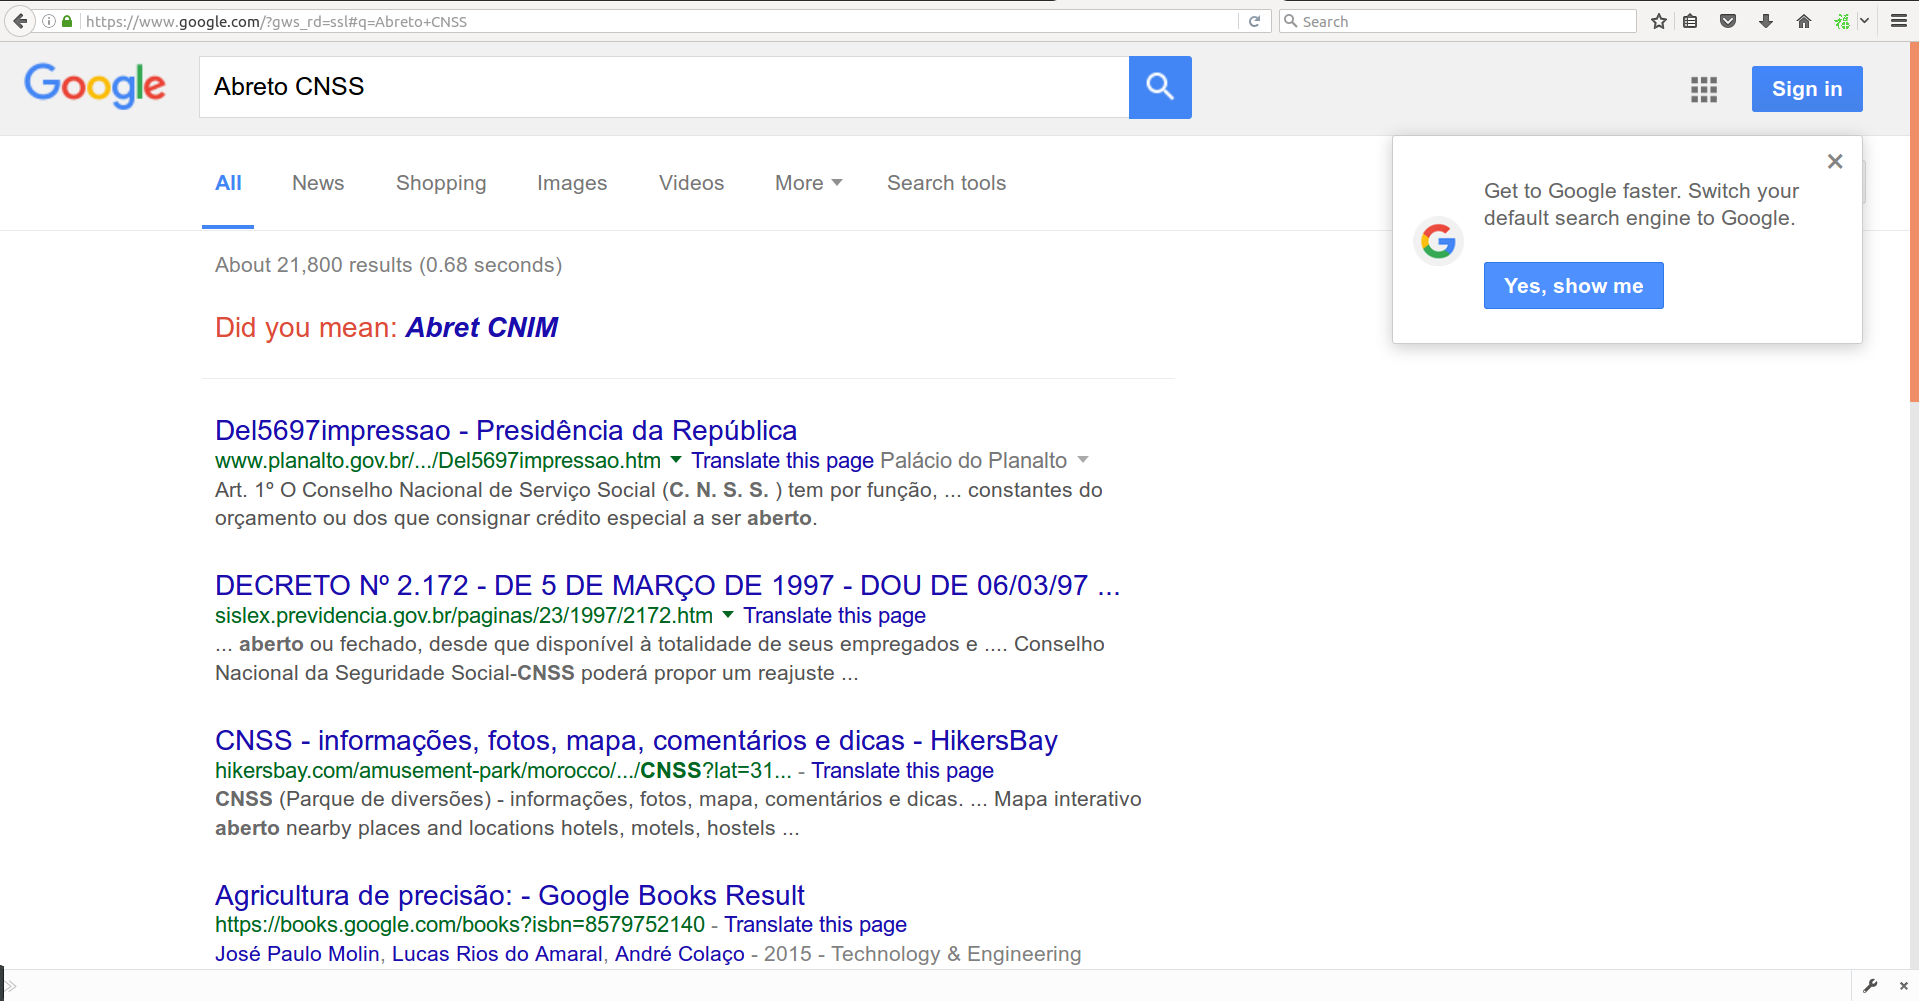 https://www.google.com/?gws_rd=ssl#q=Abreto+CNSS
Search
Google
Abreto CNSS
Sign in
All
News
Shopping
Images
Videos
More
Search tools
Get to Google faster. Switch your
default search engine to Google.
Yes, show me
About 21,800 results (0.68 seconds)
Did you mean: Abret CNIM
Del5697impressao - Presidência da República
www.planalto.gov.br/.../Del5697impressao.htm Translate this page Palácio do Planalto
Art. 1º O Conselho Nacional de Serviço Social (C. N. S. S. ) tem por função, ... constantes do
orçamento ou dos que consignar crédito especial a ser aberto.
DECRETO Nº 2.172 - DE 5 DE MARÇO DE 1997 - DOU DE 06/03/97 ...
sislex.previdencia.gov.br/paginas/23/1997/2172.htm Translate this page
... aberto ou fechado, desde que disponível à totalidade de seus empregados e .... Conselho
Nacional da Seguridade Social-CNSS poderá propor um reajuste ...
CNSS - informações, fotos, mapa, comentários e dicas - HikersBay
hikersbay.com/amusement-park/morocco/.../CNSS?lat=31... - Translate this page
CNSS (Parque de diversões) - informações, fotos, mapa, comentários e dicas. ... Mapa interativo
aberto nearby places and locations hotels, motels, hostels ...
Agricultura de precisão: - Google Books Result
https://books.google.com/books?isbn=8579752140 - Translate this page
José Paulo Molin, Lucas Rios do Amaral, André Colaço - 2015 - Technology & Engineering